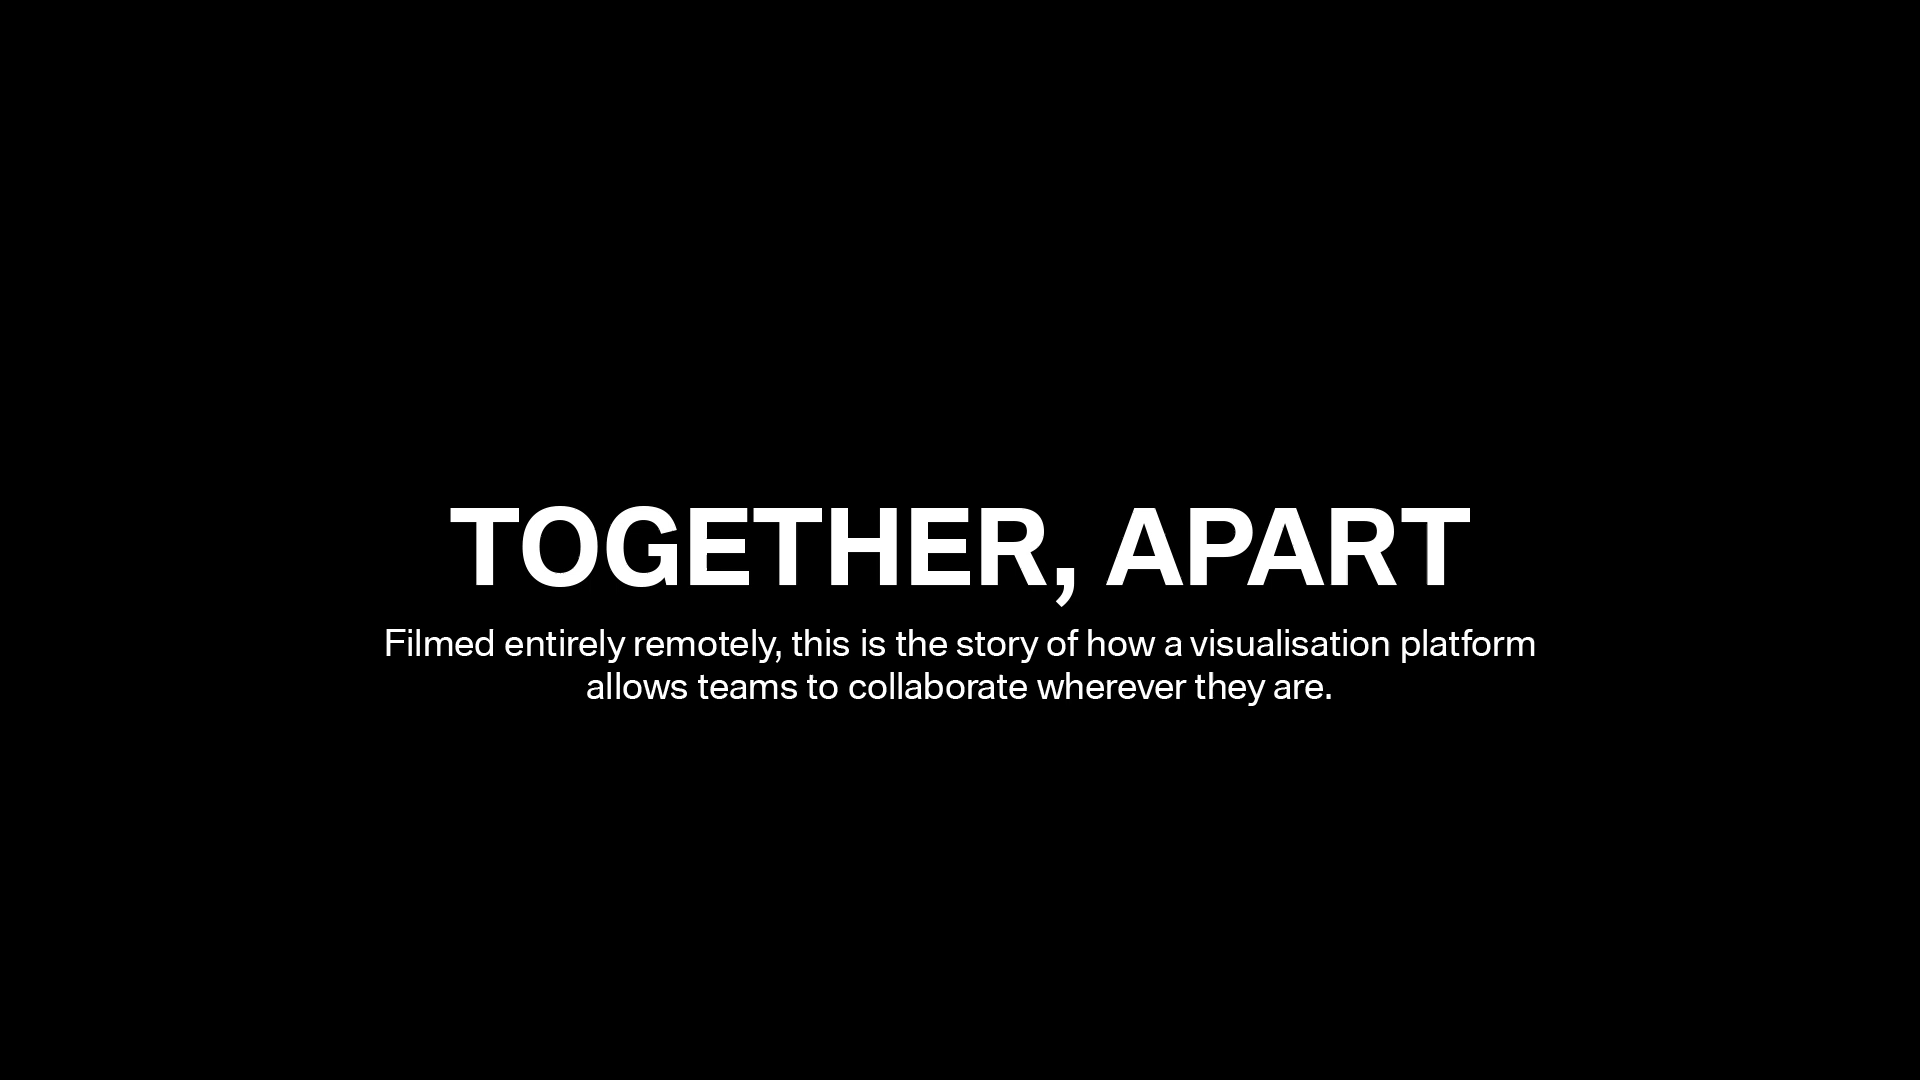 TOGETHER, APART
Filmed entirely remotely, this is the story of how a visualisation platform
allows teams to collaborate wherever they are.